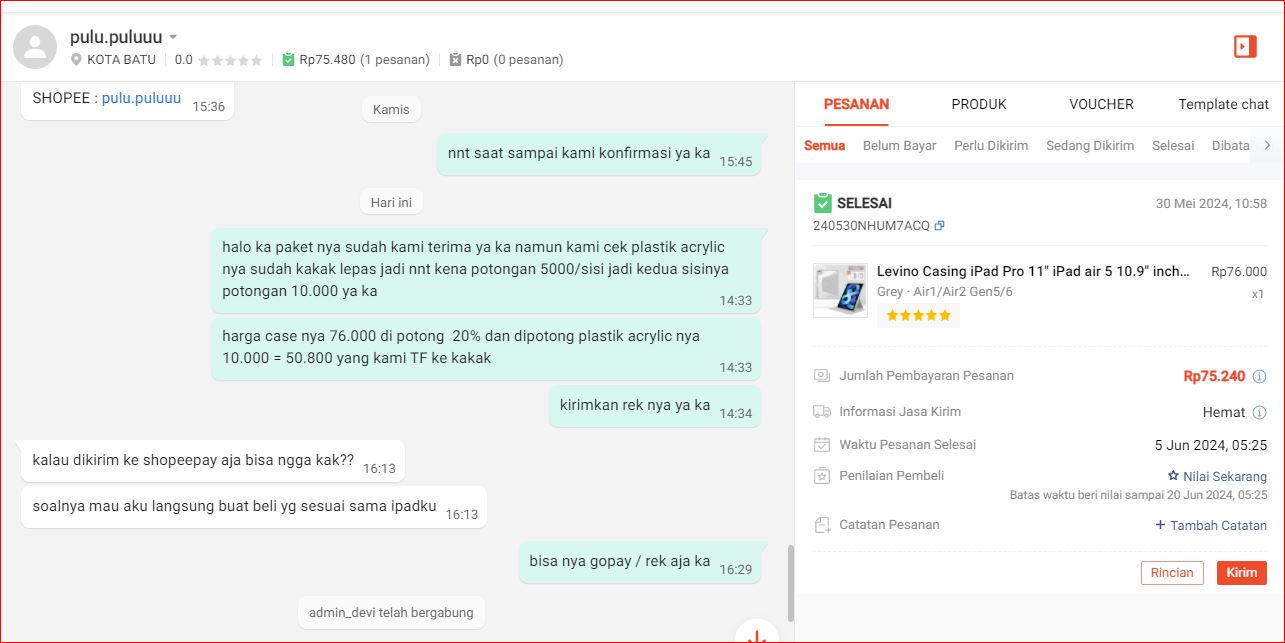 pulu.puluuu
KOTA BATU
0.0
Rp75.480 (1 pesanan)
Rp0 (0 pesanan)
SHOPEE : pulu.puluuu 15:36
Kamis
nnt saat sampai kami konfirmasi ya ka 15:45
Hari ini
halo ka paket nya sudah kami terima ya ka namun kami cek plastik acrylic
nya sudah kakak lepas jadi nnt kena potongan 5000/sisi jadi kedua sisinya
potongan 10.000 ya ka
14:33
harga case nya 76.000 di potong 20% dan dipotong plastik acrylic nya
10.000 = 50.800 yang kami TF ke kakak
14:33
kirimkan rek nya ya ka 14:34
kalau dikirim ke shopeepay aja bisa ngga kak?? 16:13
soalnya mau aku langsung buat beli yg sesuai sama ipadku 16:13
bisa nya gopay / rek aja ka 16:29
admin_devi telah bergabung
PESANAN PRODUK VOUCHER Template chat
Semua Belum Bayar Perlu Dikirim Sedang Dikirim Selesai Dibata
SELESAI 30 Mei 2024, 10:58
240530NHUM7ACQ
Levino Casing iPad Pro 11" iPad air 5 10.9" inch... Rp76.000
Grey · Air1/Air2 Gen5/6 x1
Jumlah Pembayaran Pesanan Rp75.240
Informasi Jasa Kirim Hemat
Waktu Pesanan Selesai 5 Jun 2024, 05:25
Penilaian Pembeli Nilai Sekarang
Batas waktu beri nilai sampai 20 Jun 2024, 05:25
Catatan Pesanan + Tambah Catatan
Rincian Kirim